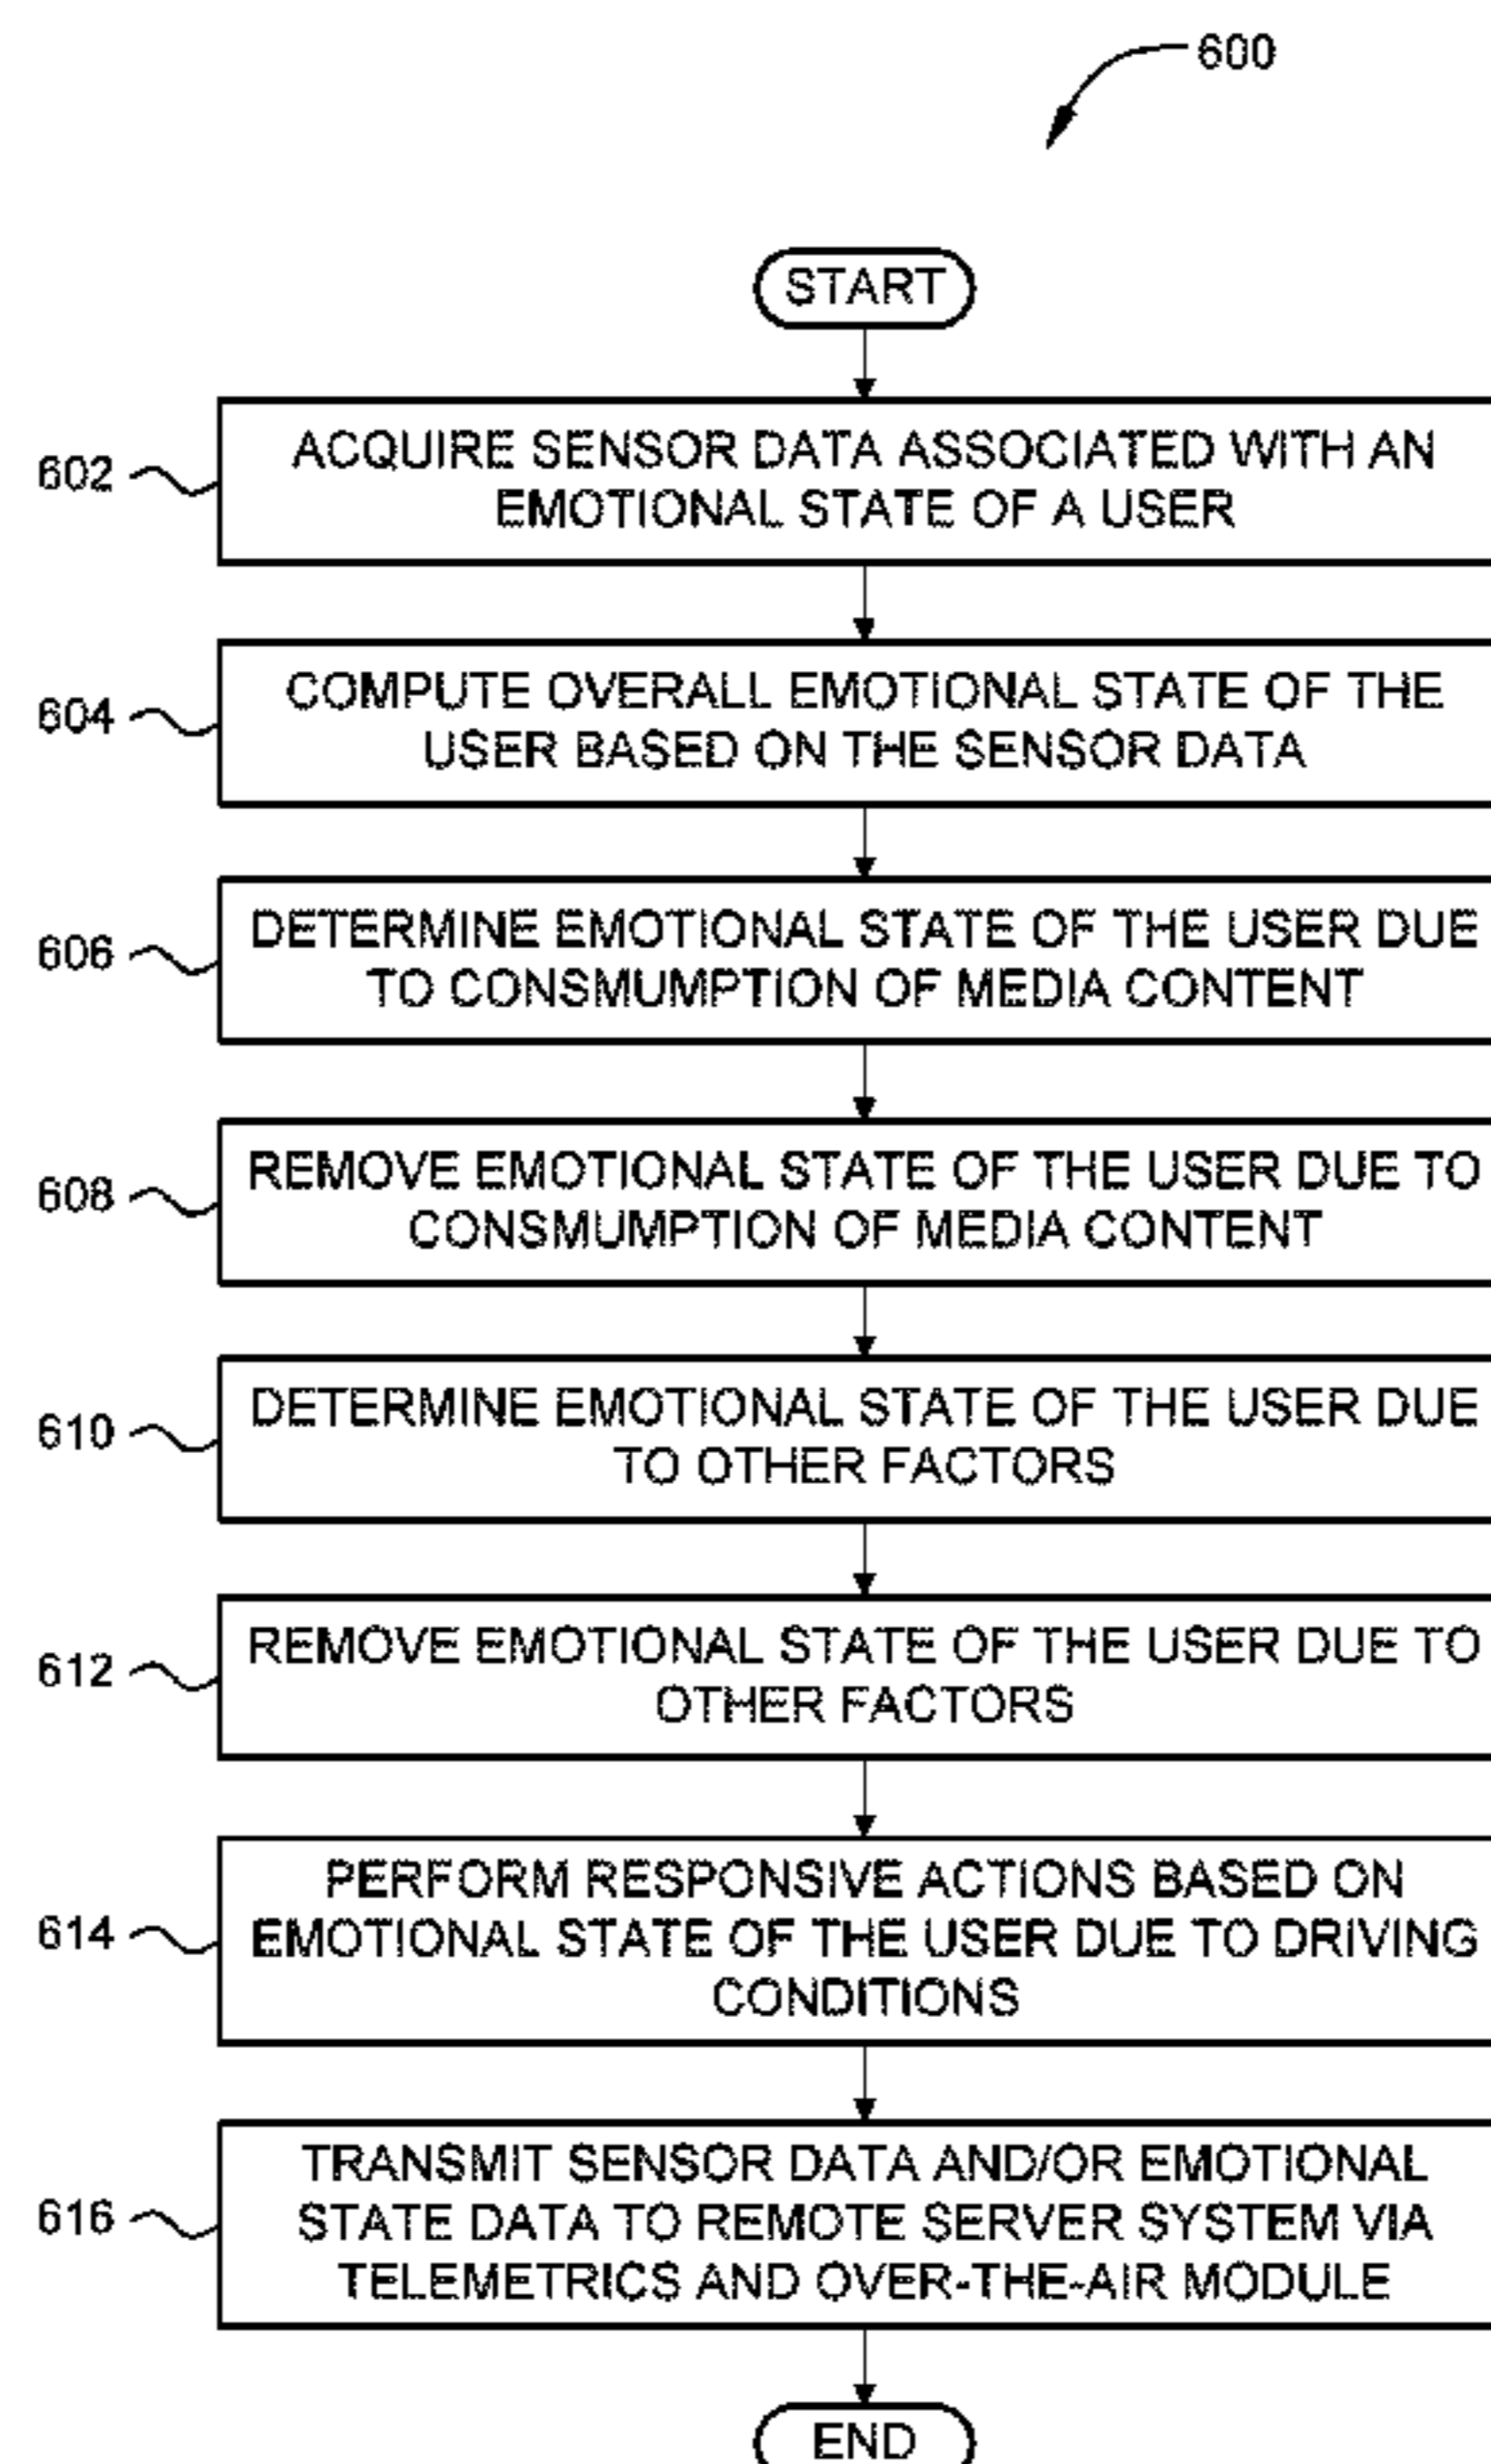 600
START
602
ACQUIRE SENSOR DATA ASSOCIATED WITH AN
EMOTIONAL STATE OF A USER
604
COMPUTE OVERALL EMOTIONAL STATE OF THE
USER BASED ON THE SENSOR DATA
606
DETERMINE EMOTIONAL STATE OF THE USER DUE
TO CONSMUMPTION OF MEDIA CONTENT
608
REMOVE EMOTIONAL STATE OF THE USER DUE TO
CONSMUMPTION OF MEDIA CONTENT
610
DETERMINE EMOTIONAL STATE OF THE USER DUE
TO OTHER FACTORS
612
REMOVE EMOTIONAL STATE OF THE USER DUE TO
OTHER FACTORS
614
PERFORM RESPONSIVE ACTIONS BASED ON
EMOTIONAL STATE OF THE USER DUE TO DRIVING
CONDITIONS
616
TRANSMIT SENSOR DATA AND/OR EMOTIONAL
STATE DATA TO REMOTE SERVER SYSTEM VIA
TELEMETRICS AND OVER-THE-AIR MODULE
END